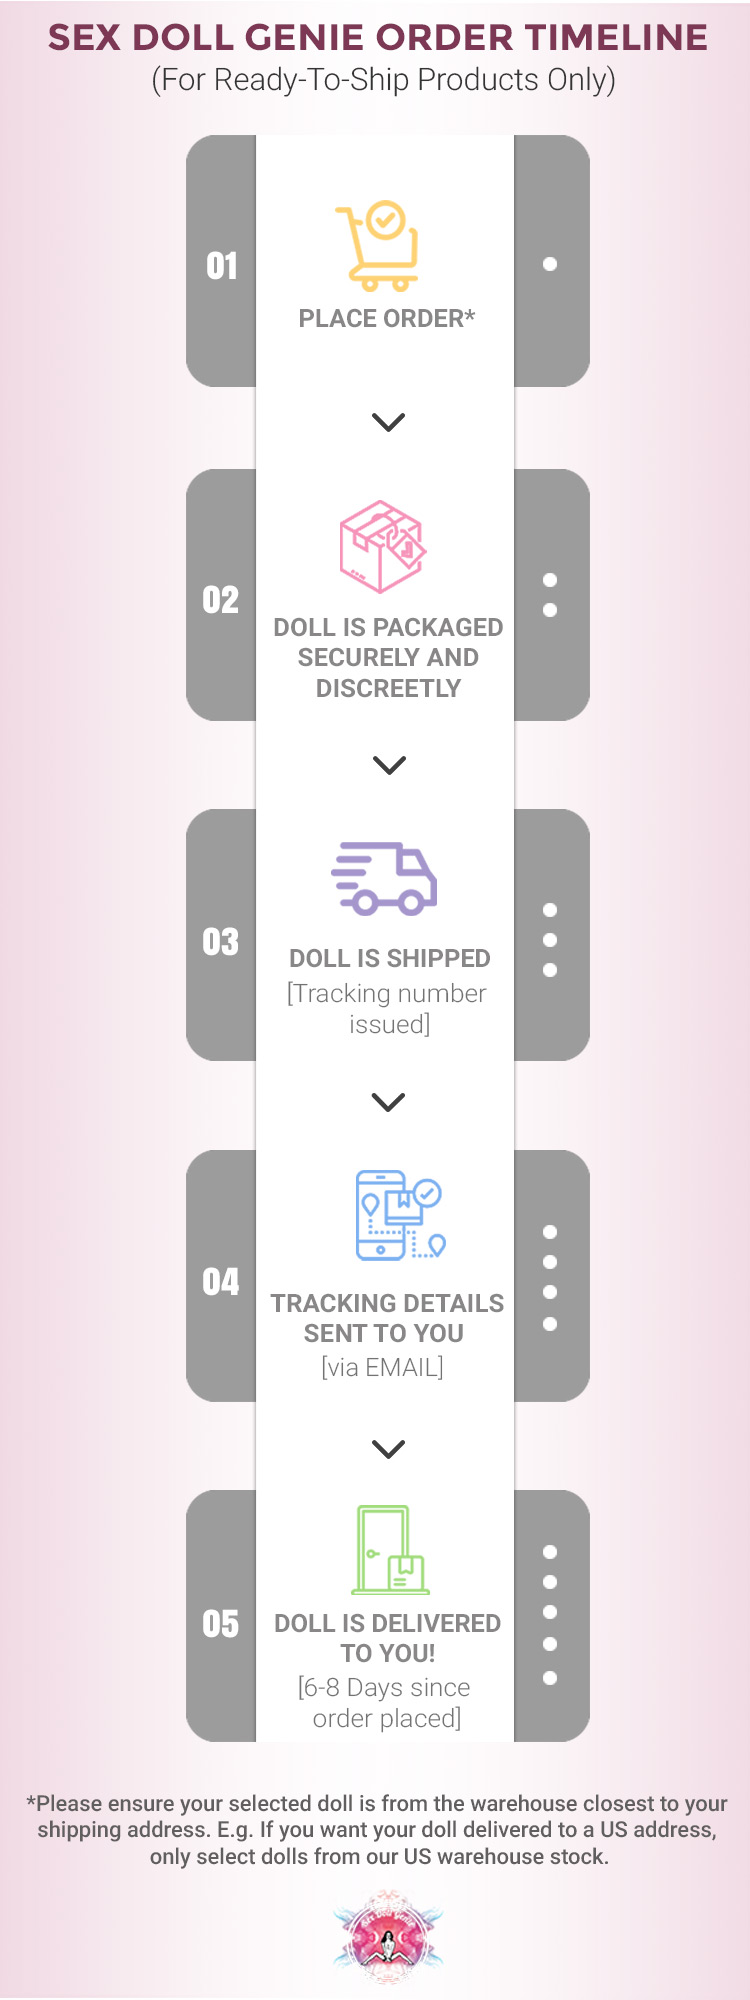 SEX DOLL GENIE ORDER TIMELINE
(For Ready-To-Ship Products Only)
01
PLACE ORDER*
02
DOLL IS PACKAGED
SECURELY AND
DISCREETLY
03
DOLL IS SHIPPED
[Tracking number
issued]
04
TRACKING DETAILS
SENT TO YOU
[via EMAIL]
05
DOLL IS DELIVERED
TO YOU!
[6-8 Days since
order placed]
*Please ensure your selected doll is from the warehouse closest to your
shipping address. E.g. If you want your doll delivered to a US address,
only select dolls from our US warehouse stock.
Sex Doll Genie